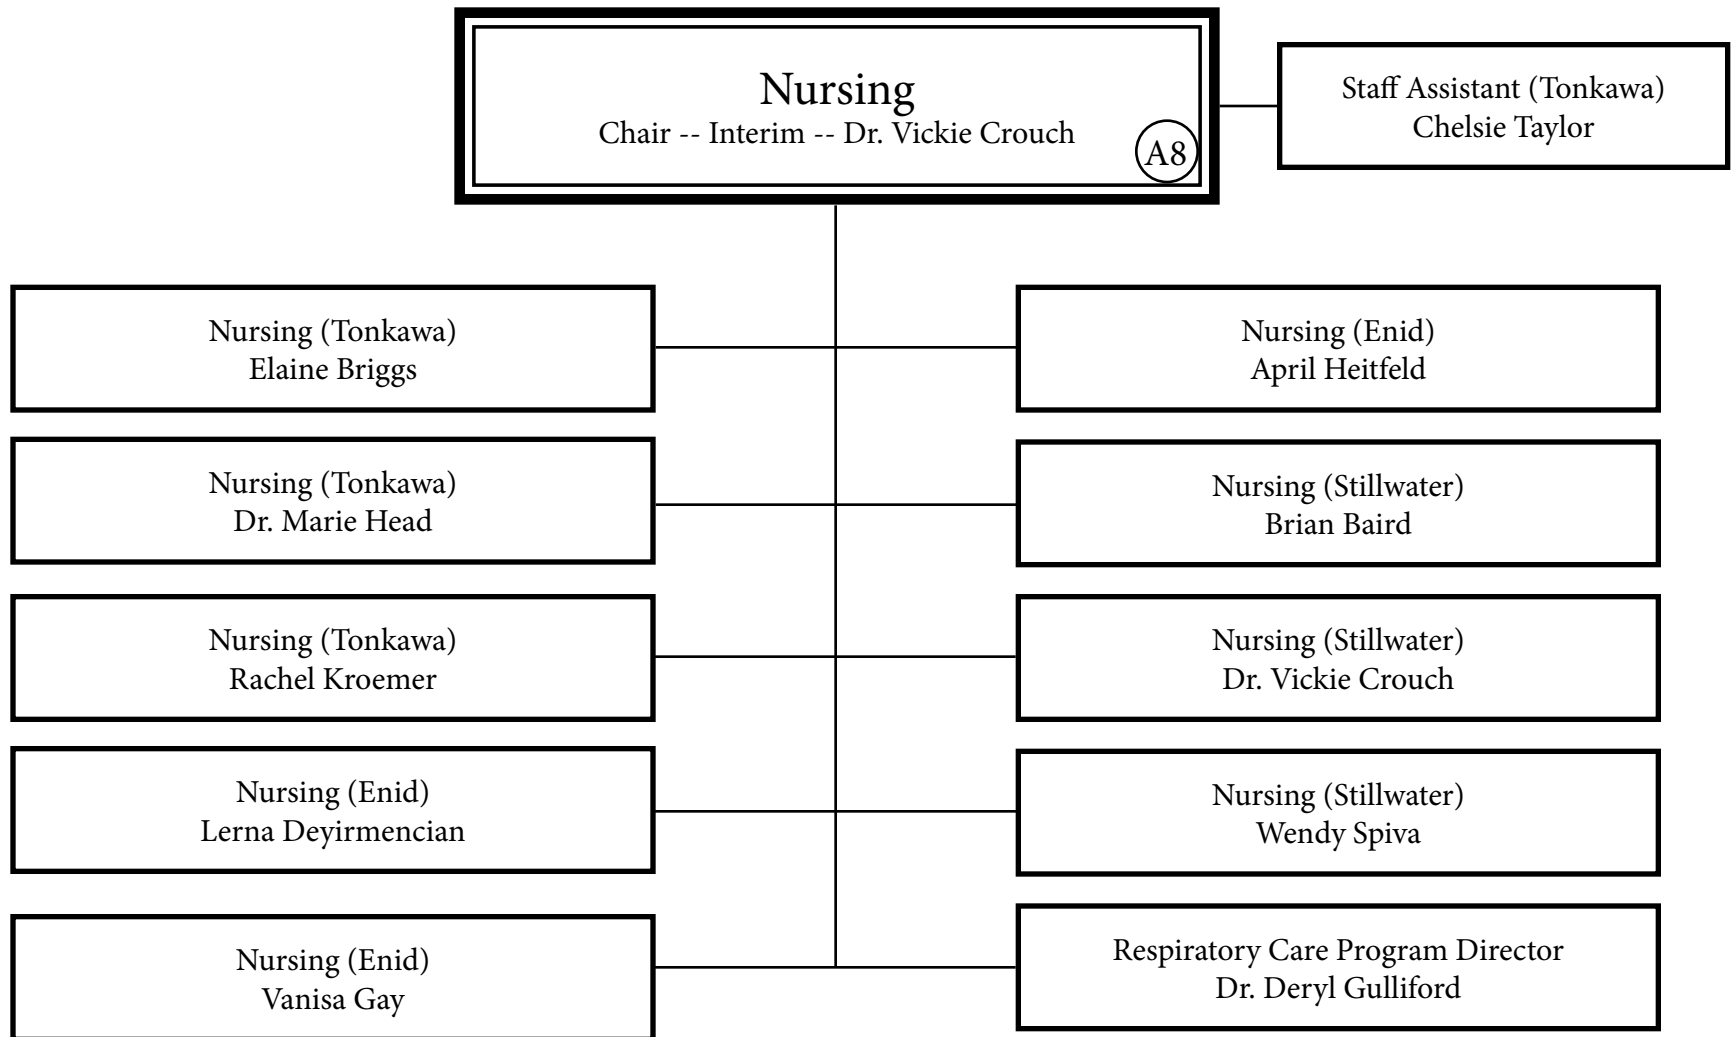 Nursing
Chair -- Interim -- Dr. Vickie Crouch
A8
Staff Assistant (Tonkawa)
Chelsie Taylor
Nursing (Tonkawa)
Elaine Briggs
Nursing (Enid)
April Heitfeld
Nursing (Tonkawa)
Dr. Marie Head
Nursing (Stillwater)
Brian Baird
Nursing (Tonkawa)
Rachel Kroemer
Nursing (Stillwater)
Dr. Vickie Crouch
Nursing (Enid)
Lerna Deyirmencian
Nursing (Stillwater)
Wendy Spiva
Nursing (Enid)
Vanisa Gay
Respiratory Care Program Director
Dr. Deryl Gulliford